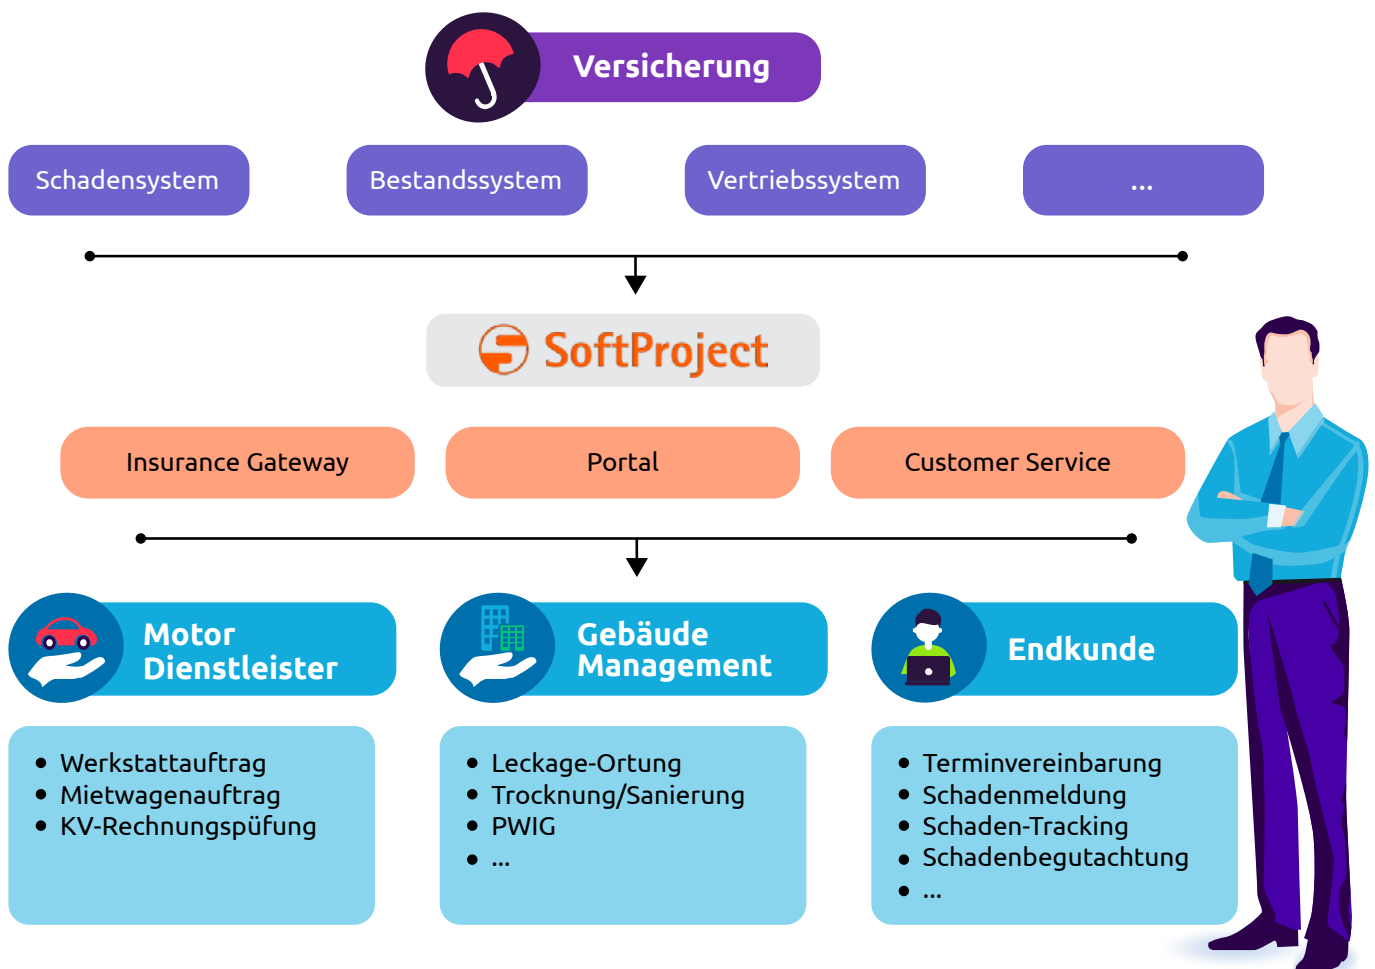 Versicherung
Schadensystem
Bestandssystem
Vertriebssystem
...
SoftProject
Insurance Gateway
Portal
Customer Service
Motor
Dienstleister
• Werkstattauftrag
• Mietwagenauftrag
• KV-Rechnungspüfung
Gebäude
Management
• Leckage-Ortung
• Trocknung/Sanierung
• PWIG
• ...
Endkunde
• Terminvereinbarung
• Schadenmeldung
• Schaden-Tracking
• Schadenbegutachtung
• ...